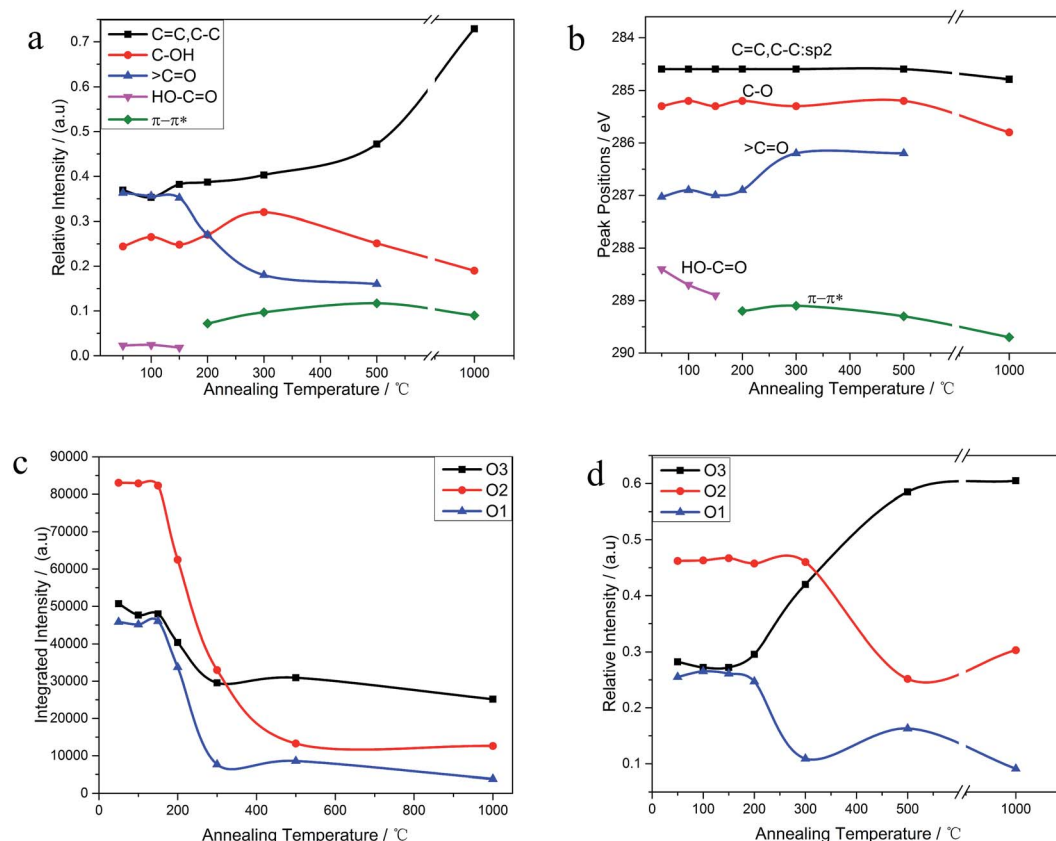 a
C=C,C-C
C-OH
>C=O
HO-C=O
π−π*
0.7
0.6
0.5
0.4
0.3
0.2
0.1
0.0
Relative Intensity / (a.u)
100 200 300 500 1000
Annealing Temperature / ℃
b
C=C,C-C:sp2
C-O
>C=O
HO-C=O
π−π*
284
285
286
287
288
289
290
Peak Positions / eV
100 200 300 500 1000
Annealing Temperature / ℃
c
O3
O2
O1
90000
80000
70000
60000
50000
40000
30000
20000
10000
0
Integrated Intensity / (a.u)
0 200 400 600 800 1000
Annealing Temperature / ℃
d
O3
O2
O1
0.6
0.5
0.4
0.3
0.2
0.1
Relative Intensity / (a.u)
0 100 200 300 500 1000
Annealing Temperature / ℃